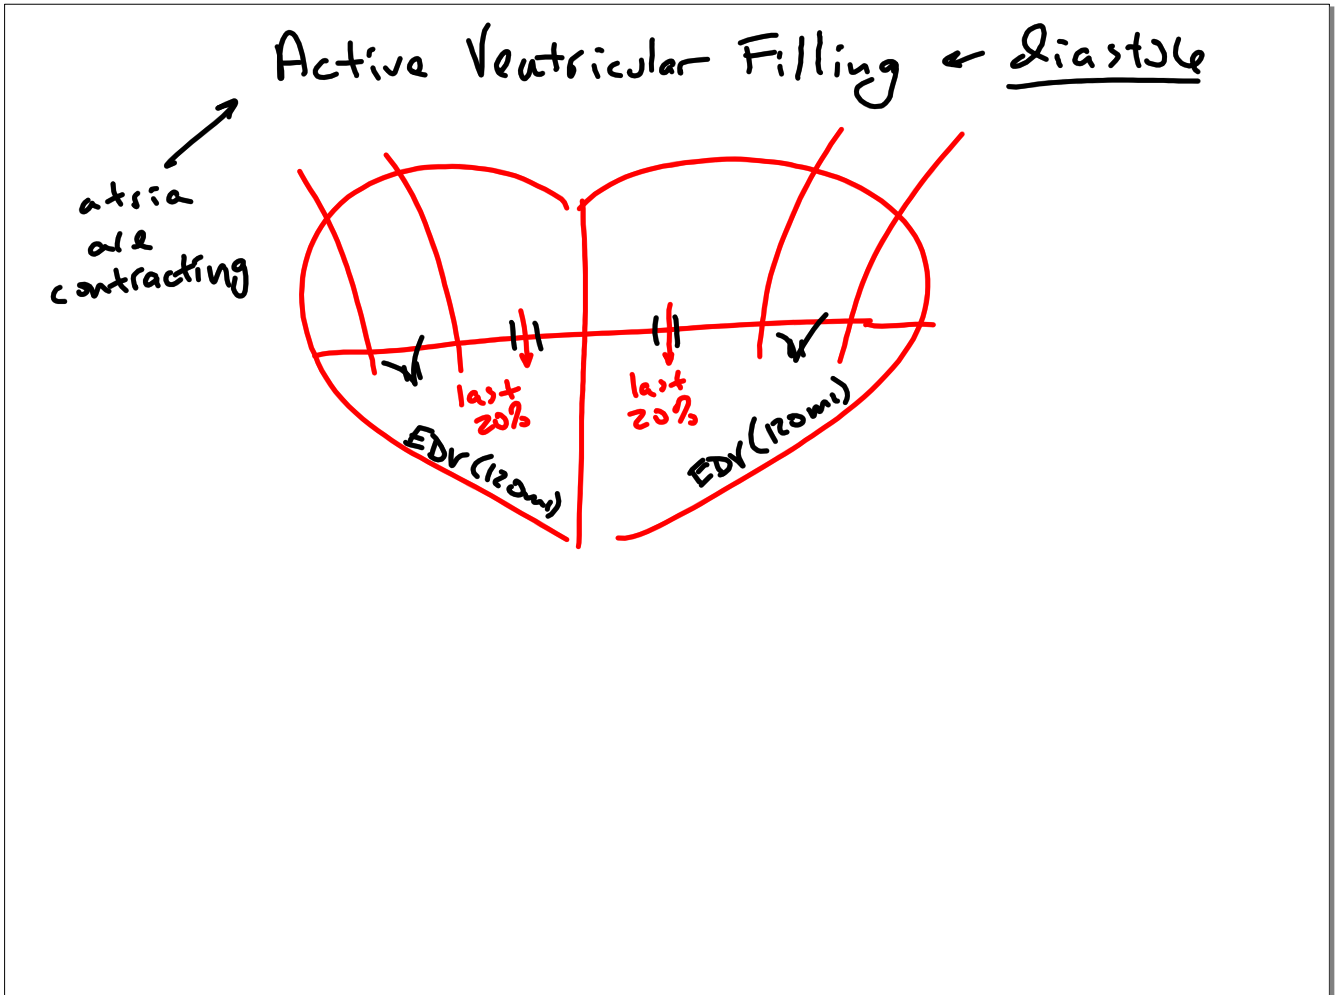 Active Ventricular Filling ← diastole
atria
are
contracting
last
20%
last
20%
EDV (120ml)
EDV (120ml)